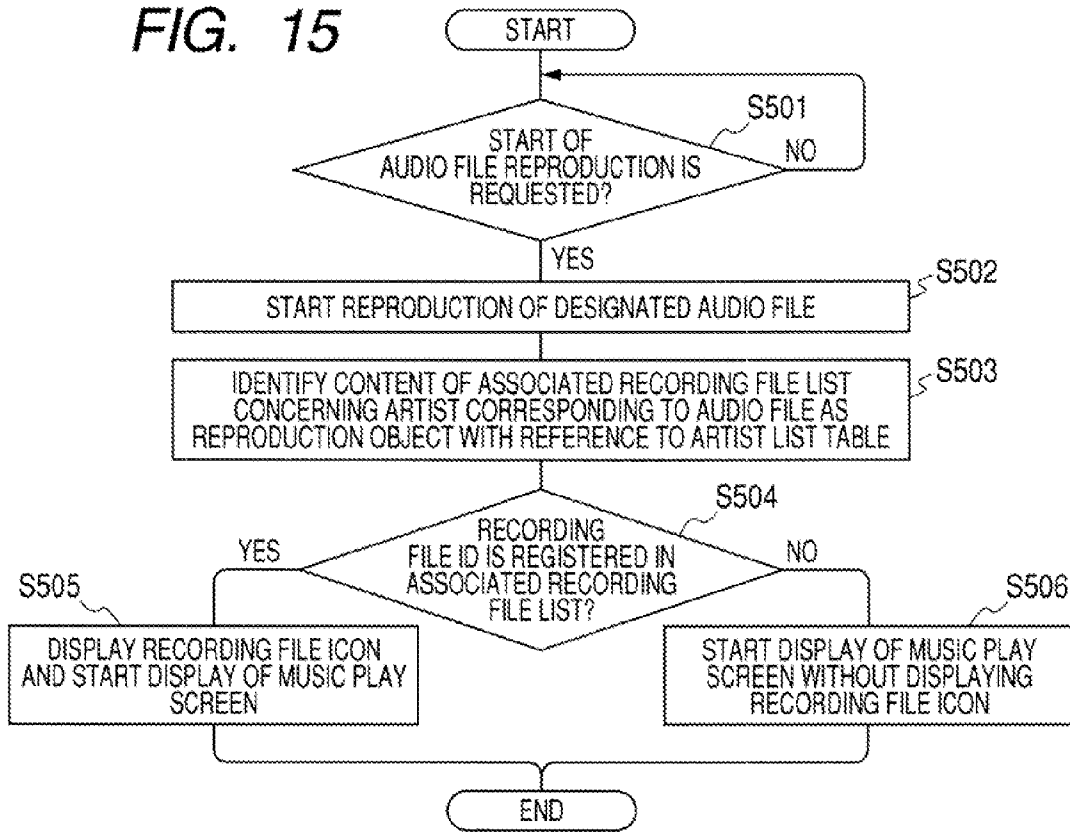 FIG. 15
START
S501
START OF
AUDIO FILE REPRODUCTION IS
REQUESTED?
NO
YES
S502
START REPRODUCTION OF DESIGNATED AUDIO FILE
S503
IDENTIFY CONTENT OF ASSOCIATED RECORDING FILE LIST
CONCERNING ARTIST CORRESPONDING TO AUDIO FILE AS
REPRODUCTION OBJECT WITH REFERENCE TO ARTIST LIST TABLE
S504
RECORDING
FILE ID IS REGISTERED IN
ASSOCIATED RECORDING
FILE LIST?
YES
NO
S505
DISPLAY RECORDING FILE ICON
AND START DISPLAY OF MUSIC PLAY
SCREEN
S506
START DISPLAY OF MUSIC PLAY
SCREEN WITHOUT DISPLAYING
RECORDING FILE ICON
END